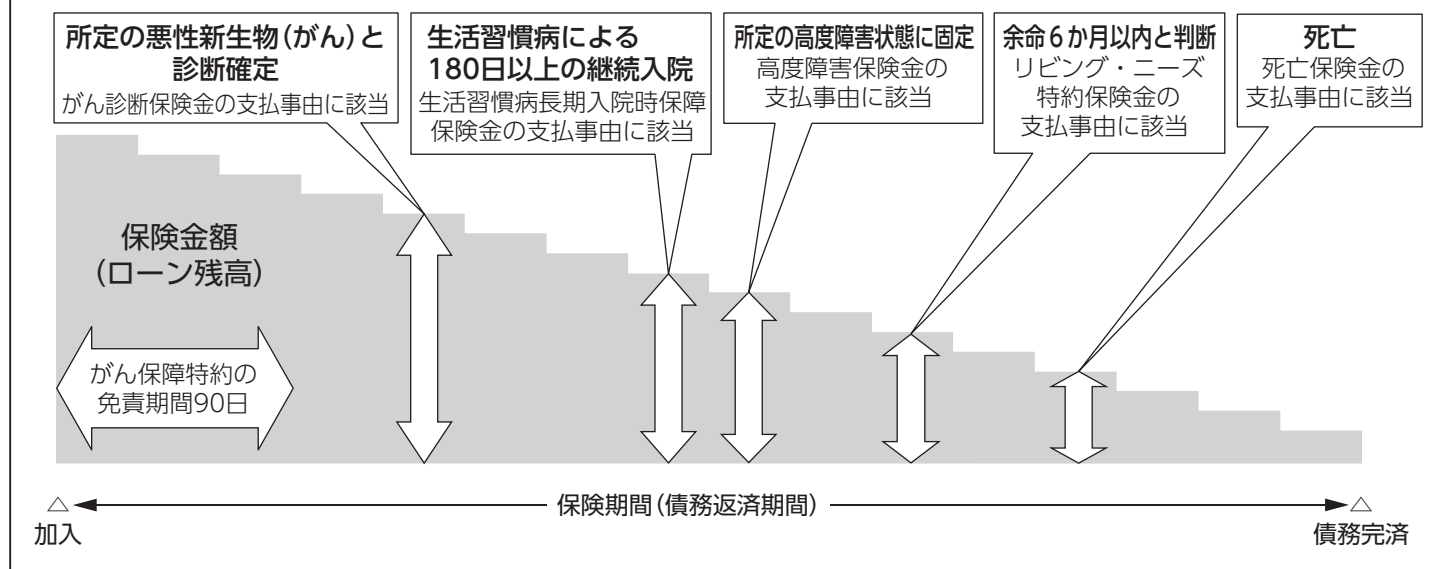 所定の悪性新生物(がん)と
診断確定
がん診断保険金の支払事由に該当
生活習慣病による
180日以上の継続入院
生活習慣病長期入院時保障
保険金の支払事由に該当
所定の高度障害状態に固定
高度障害保険金の
支払事由に該当
余命6か月以内と判断
リビング・ニーズ
特約保険金の
支払事由に該当
死亡
死亡保険金の
支払事由に該当
保険金額
(ローン残高)
がん保障特約の
免責期間90日
保険期間(債務返済期間)
加入
債務完済